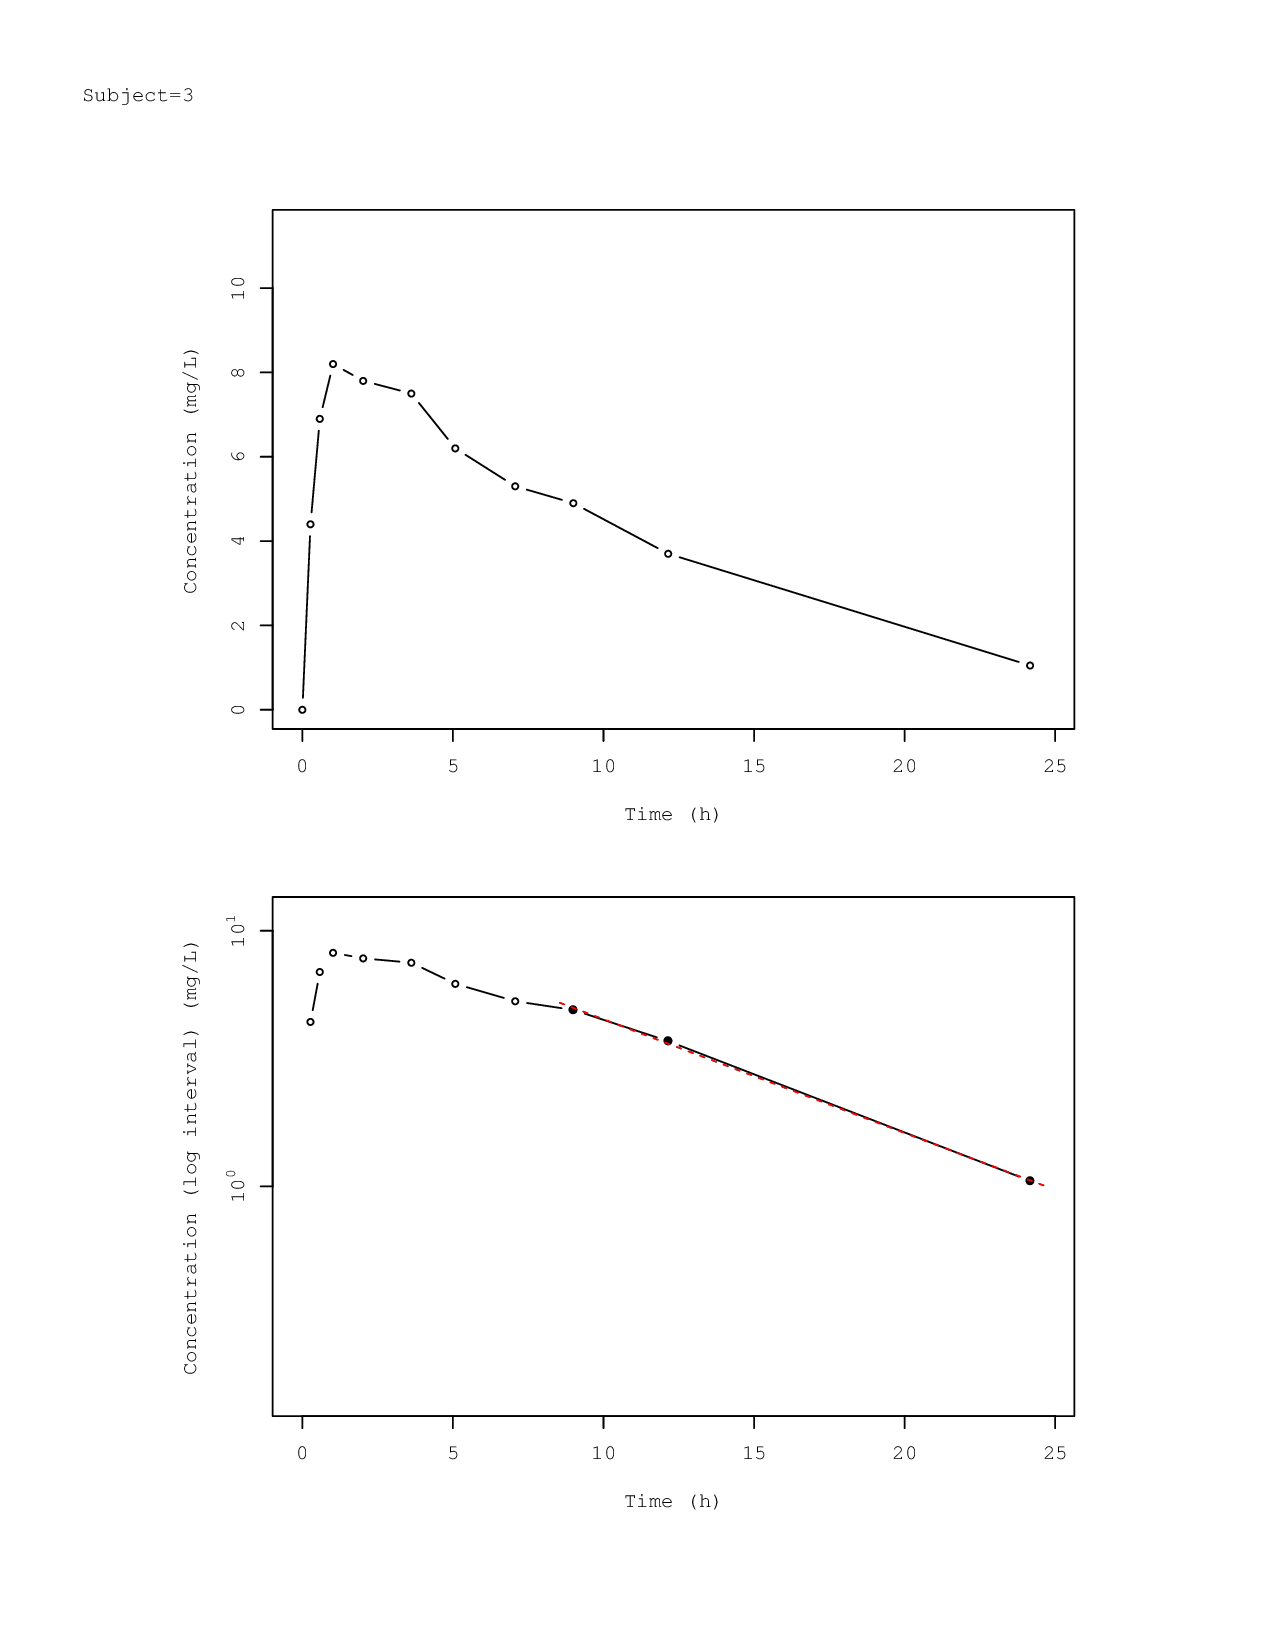 Subject=3
Concentration (mg/L)
10
8
6
4
2
0
0 5 10 15 20 25
Time (h)
Concentration (log interval) (mg/L)
10¹
10⁰
0 5 10 15 20 25
Time (h)